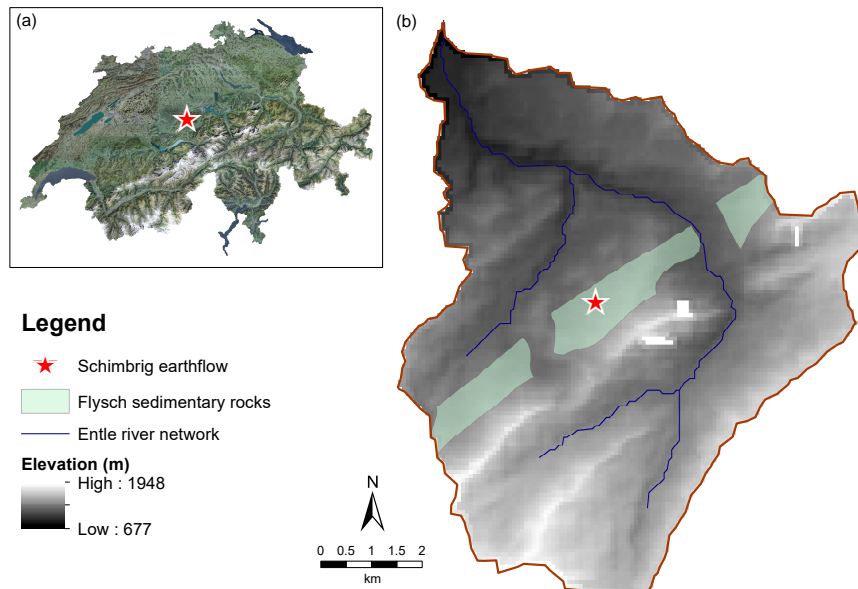 (a)
(b)
Legend
Schimbrig earthflow
Flysch sedimentary rocks
Entle river network
Elevation (m)
High : 1948
Low : 677
N
0 0.5 1 1.5 2
km